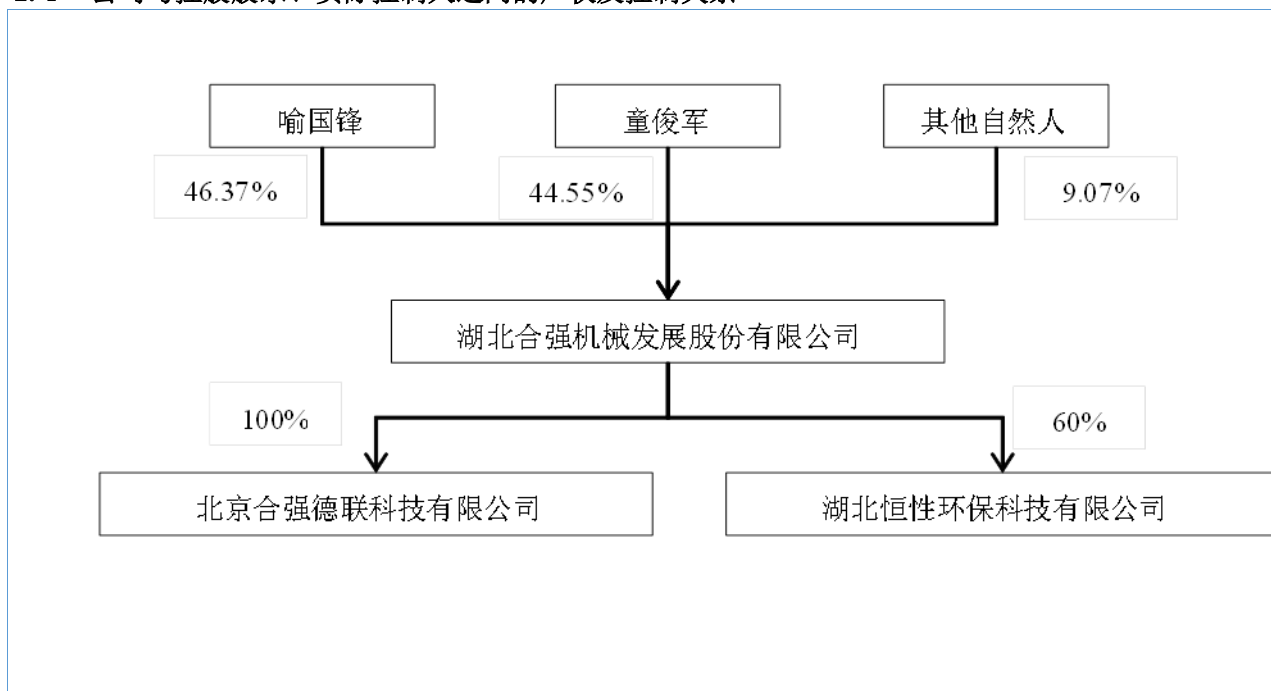 喻国锋
童俊军
其他自然人
46.37%
44.55%
9.07%
湖北合强机械发展股份有限公司
100%
60%
北京合强德联科技有限公司
湖北恒性环保科技有限公司